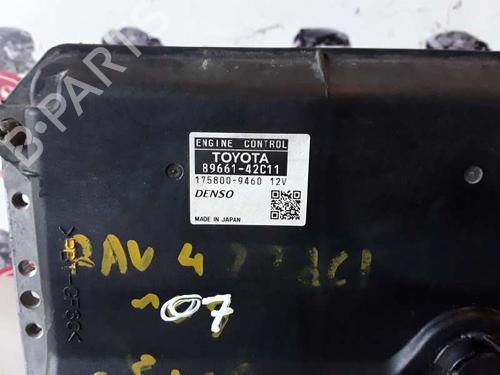 B-PARTS
ENGINE CONTROL
TOYOTA
89661-42C11
175800-9460 12V
DENSO
MADE IN JAPAN
RAV 4
07